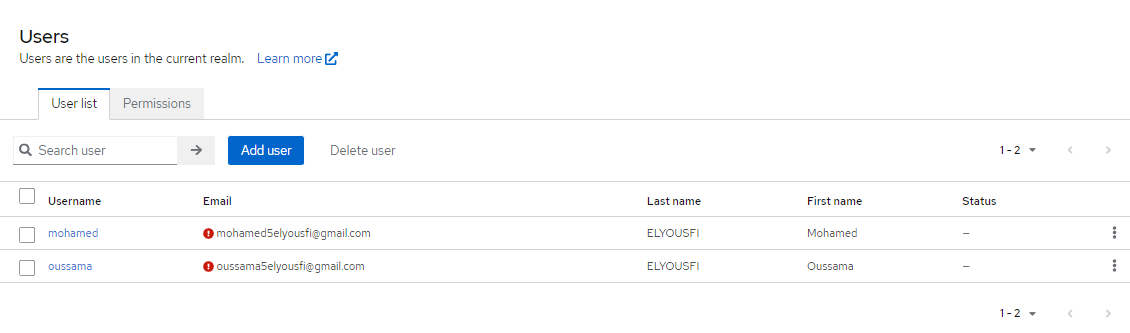 Users
Users are the users in the current realm. Learn more
User list Permissions
Search user Add user Delete user 1 - 2
Username Email Last name First name Status
mohamed mohamed5elyousfi@gmail.com ELYOUSFI Mohamed –
oussama oussama5elyousfi@gmail.com ELYOUSFI Oussama –
1 - 2